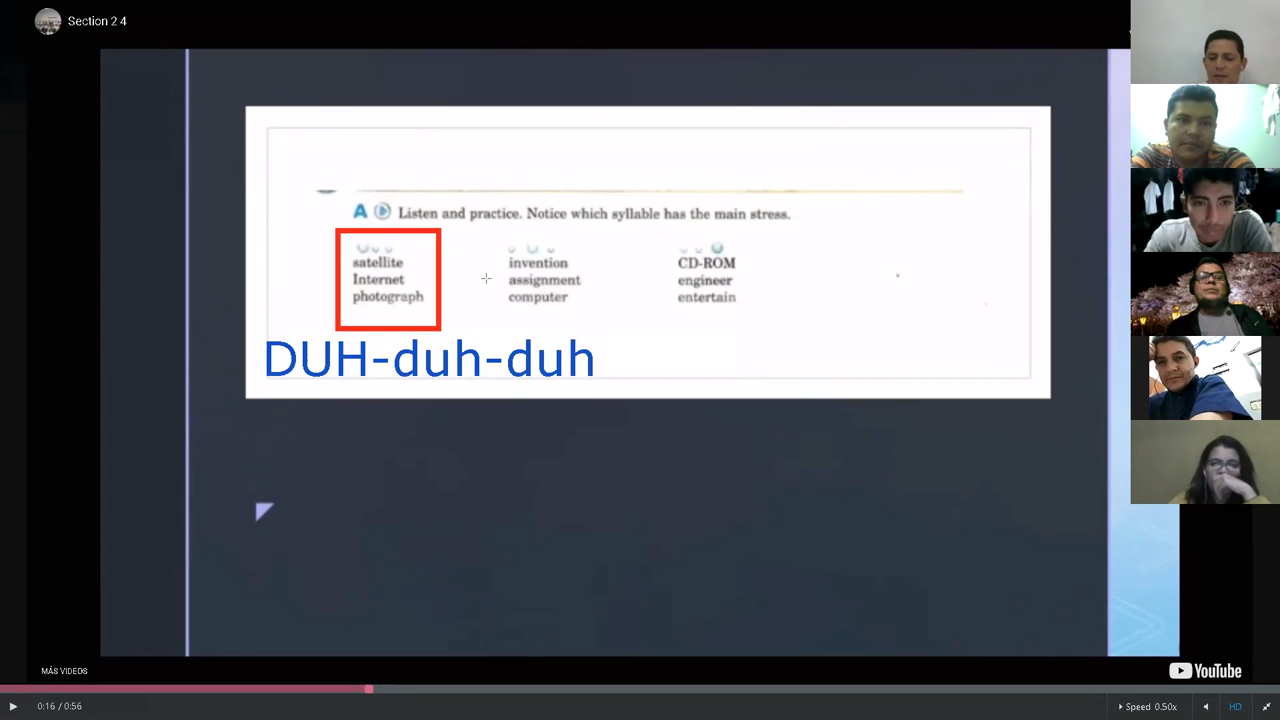 Section 2 4
A Listen and practice. Notice which syllable has the main stress.
satellite invention CD-ROM
Internet assignment engineer
photograph computer entertain
DUH-duh-duh
MÁS VIDEOS
YouTube
0:16 / 0:56
Speed 0.50x
HD